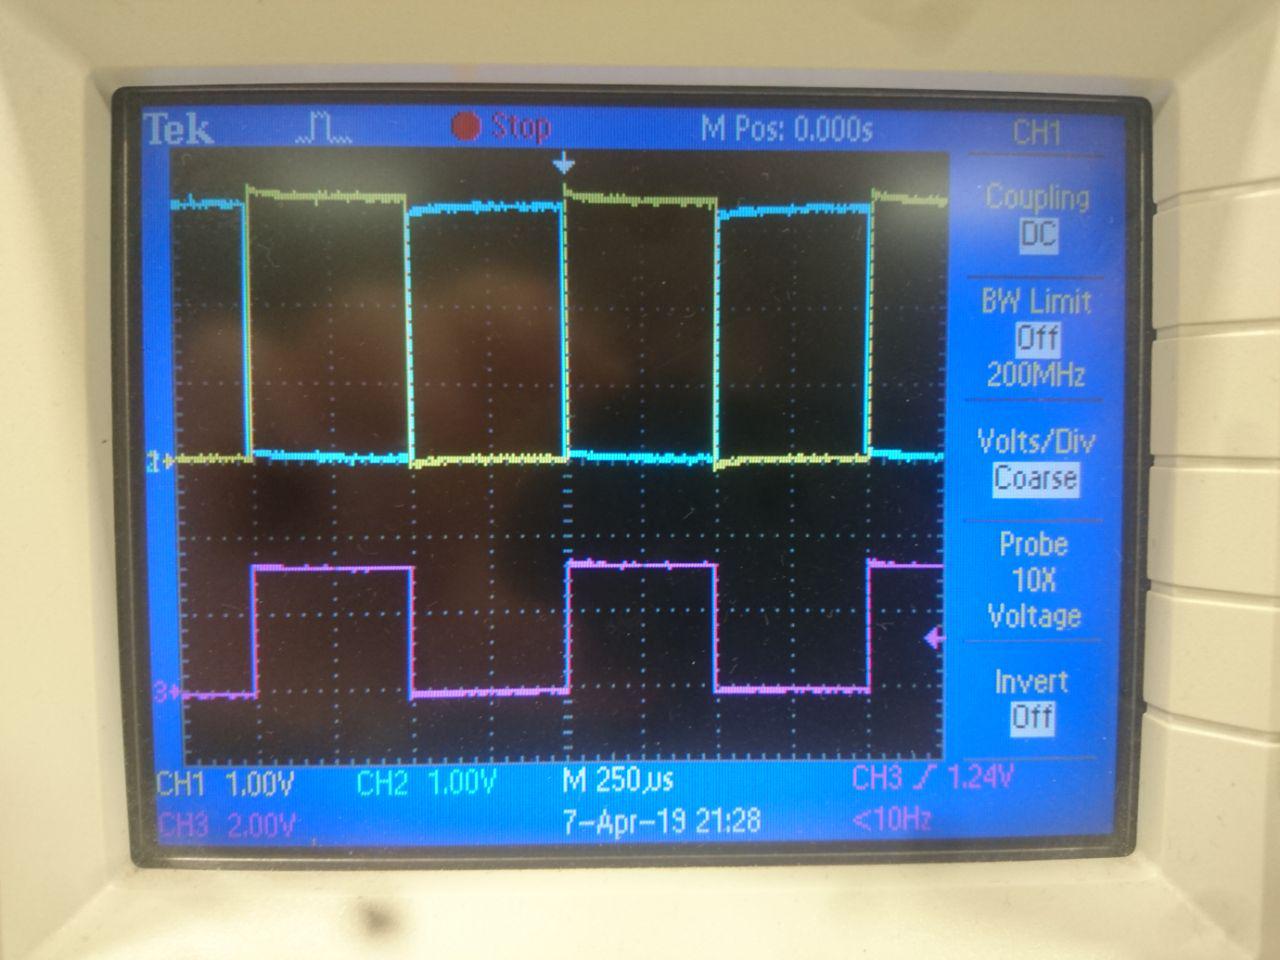 Tek Stop M Pos: 0.000s CH1
Coupling
DC
BW Limit
Off
200MHz
Volts/Div
Coarse
Probe
10X
Voltage
Invert
Off
3
CH1 1.00V CH2 1.00V M 250µs CH3 1.24V
CH3 2.00V 7-Apr-19 21:28 <10Hz